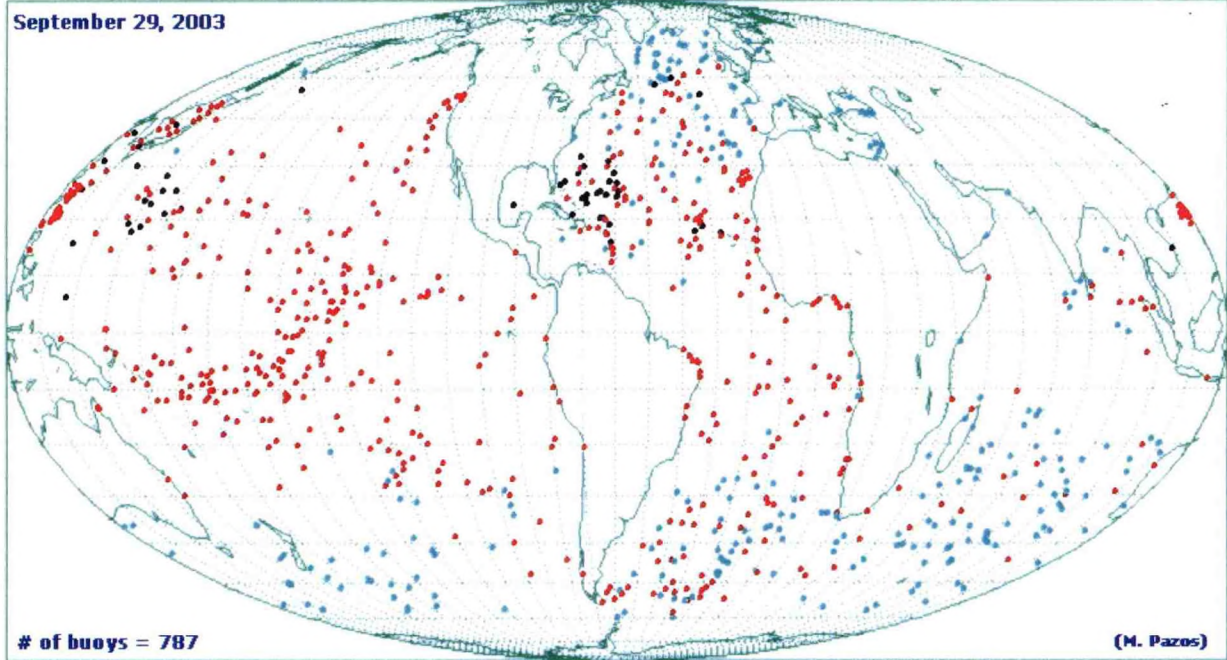 September 29, 2003
# of buoys = 787
(M. Pazos)